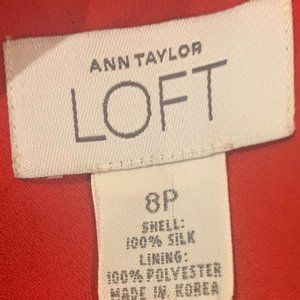 ANN TAYLOR
LOFT
8P
SHELL:
100% SILK
LINING:
100% POLYESTER
MADE IN KOREA